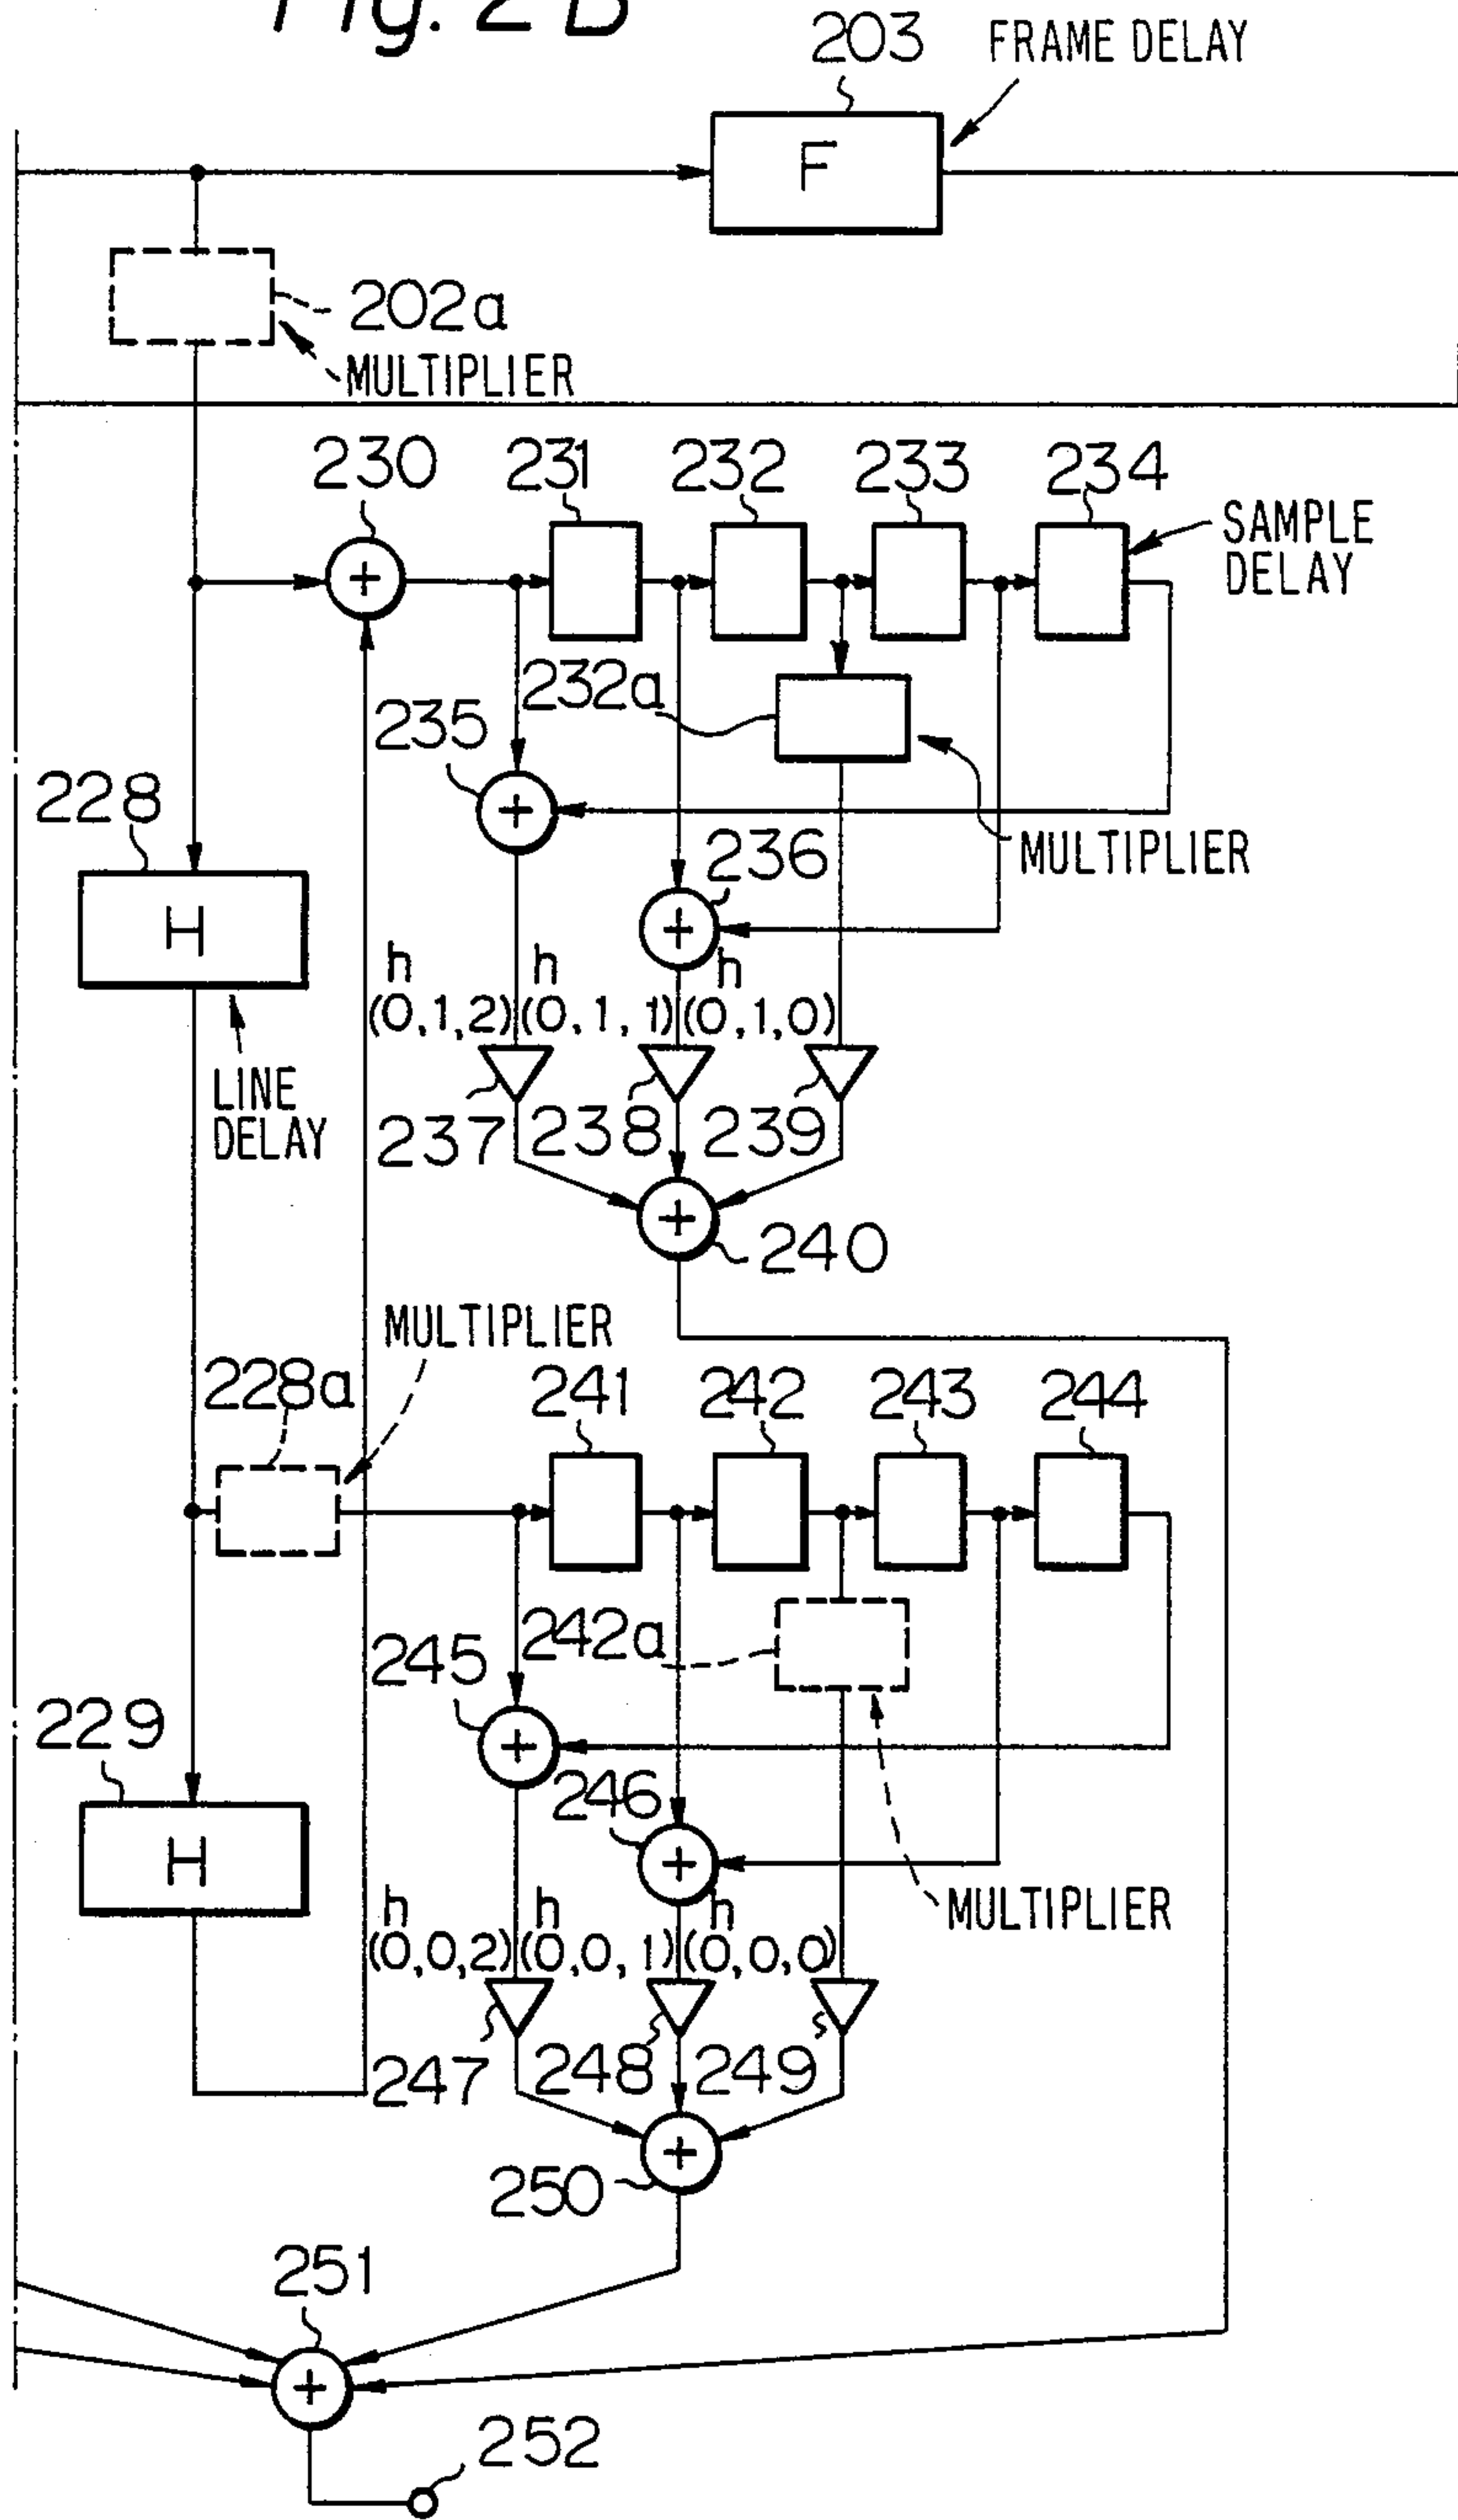 Fig. 2B
203
FRAME DELAY
F
202a
MULTIPLIER
230
231
232
233
234
SAMPLE
DELAY
+
232a
235
+
MULTIPLIER
228
H
236
+
LINE
DELAY
h
(0,1,2)
h
(0,1,1)
h
(0,1,0)
237
238
239
+
240
MULTIPLIER
228a
241
242
243
244
242a
245
+
229
H
246
+
MULTIPLIER
h
(0,0,2)
h
(0,0,1)
h
(0,0,0)
247
248
249
+
250
251
+
252